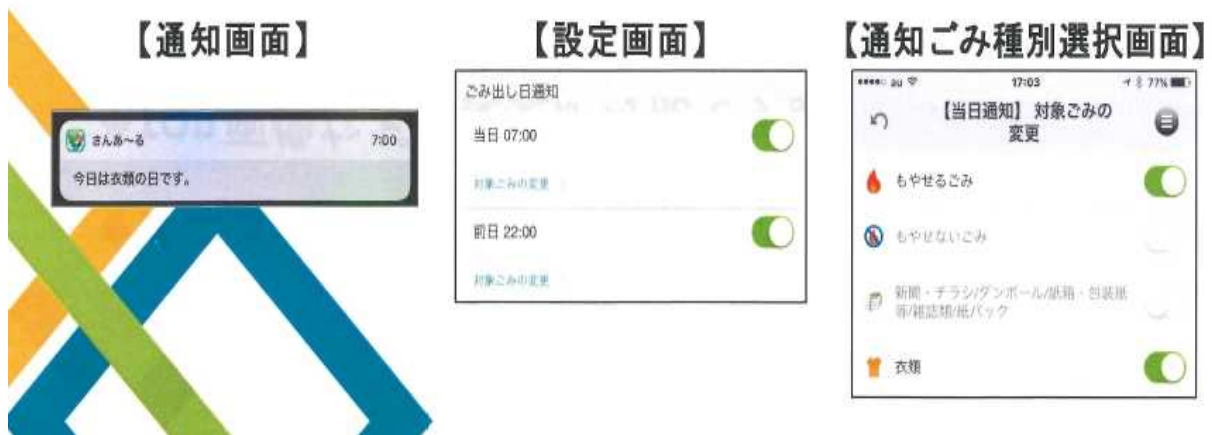 【通知画面】
さんあ~る 7:00
今日は衣類の日です。
【設定画面】
ごみ出し日通知
当日 07:00
対象ごみの変更
前日 22:00
対象ごみの変更
【通知ごみ種別選択画面】
au 17:03 77%
【当日通知】 対象ごみの
変更
もやせるごみ
もやせないごみ
新聞・チラシ/ダンボール/紙箱・包装紙
等/雑誌類/紙パック
衣類